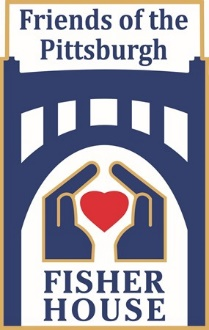 Friends of the
Pittsburgh
FISHER
HOUSE